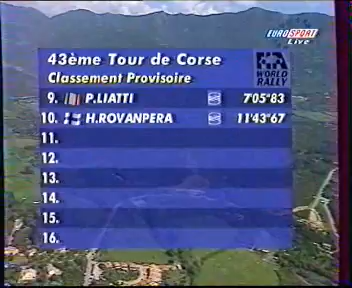 EUROSPORT
Live
43ème Tour de Corse
Classement Provisoire
FIA
WORLD
RALLY
9. P.LIATTI 7'05"83
10. H.ROVANPERA 11'43"67
11.
12.
13.
14.
15.
16.